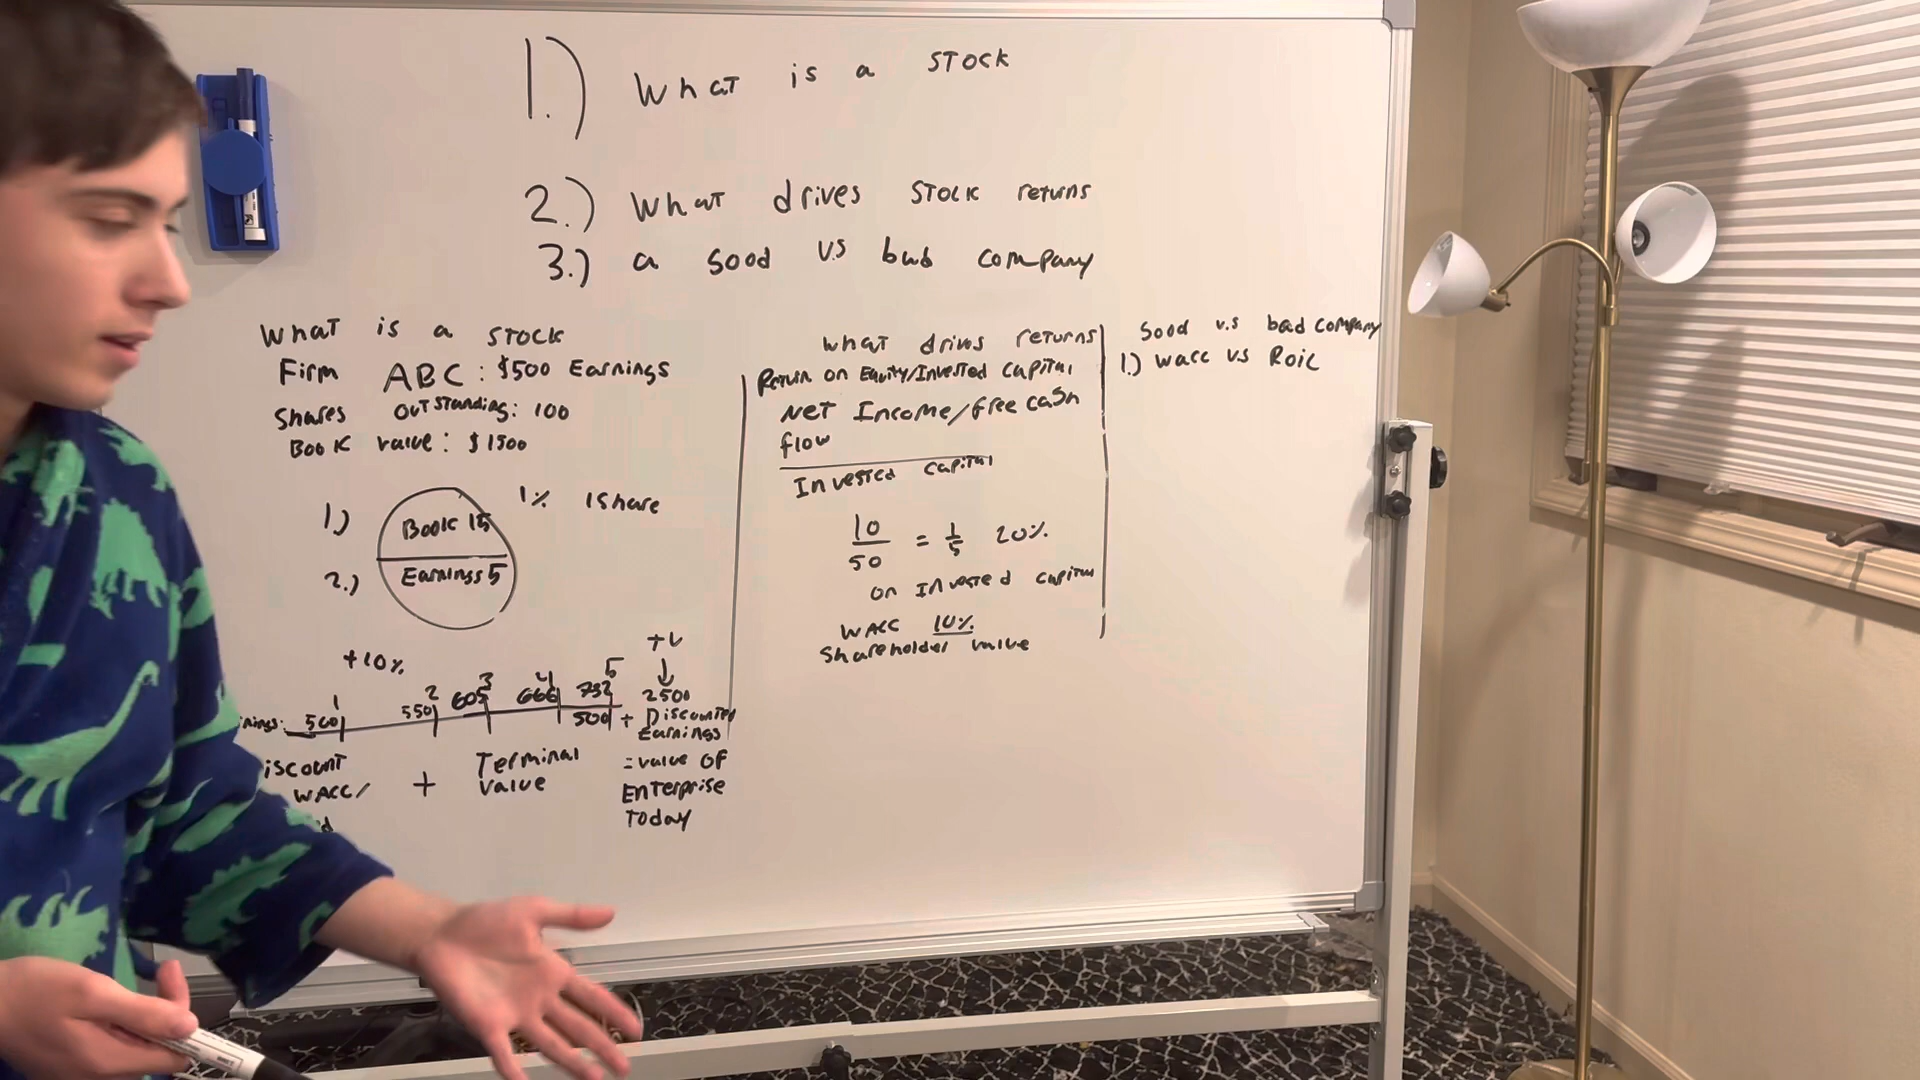 1.) What is a STOCK
2.) What drives STOCK returns
3.) a good v.s bad company
What is a STOCK
Firm ABC: $500 Earnings
Shares OutStanding: 100
Book value: $1500
1.) Book 15 1% 1 Share
2.) Earnings 5
+10%
1 2 3 4 5
500 550 605 666 732
500 +
2500
Discounted
Earnings
= value OF
Enterprise
Today
iscount
WACC/
+
Terminal
value
what drives returns
Return on Equity/Invested Capital
Net Income/free cash
flow
Invested Capital
10/50 = 1/5 20%
on Invested capital
WACC 10%
Shareholder value
Good v.s bad company
1.) wacc vs Roic